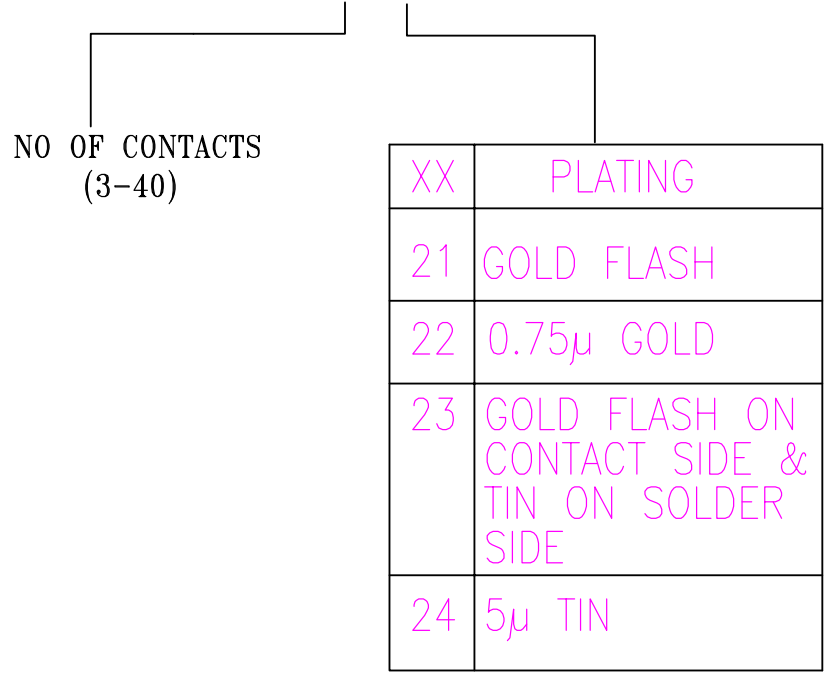 NO OF CONTACTS
(3-40)
XX PLATING
21 GOLD FLASH
22 0.75µ GOLD
23 GOLD FLASH ON
CONTACT SIDE &
TIN ON SOLDER
SIDE
24 5µ TIN